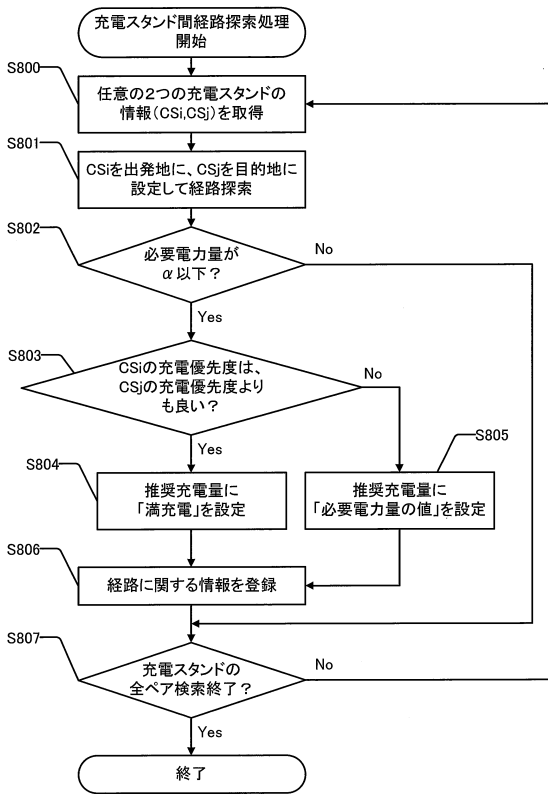 充電スタンド間経路探索処理
開始
S800
任意の2つの充電スタンドの
情報(CSi,CSj)を取得
S801
CSiを出発地に、CSjを目的地に
設定して経路探索
S802
必要電力量が
α以下?
No
Yes
S803
CSiの充電優先度は、
CSjの充電優先度より
も良い?
No
Yes
S804
推奨充電量に
「満充電」を設定
S805
推奨充電量に
「必要電力量の値」を設定
S806
経路に関する情報を登録
S807
充電スタンドの
全ペア検索終了?
No
Yes
終了